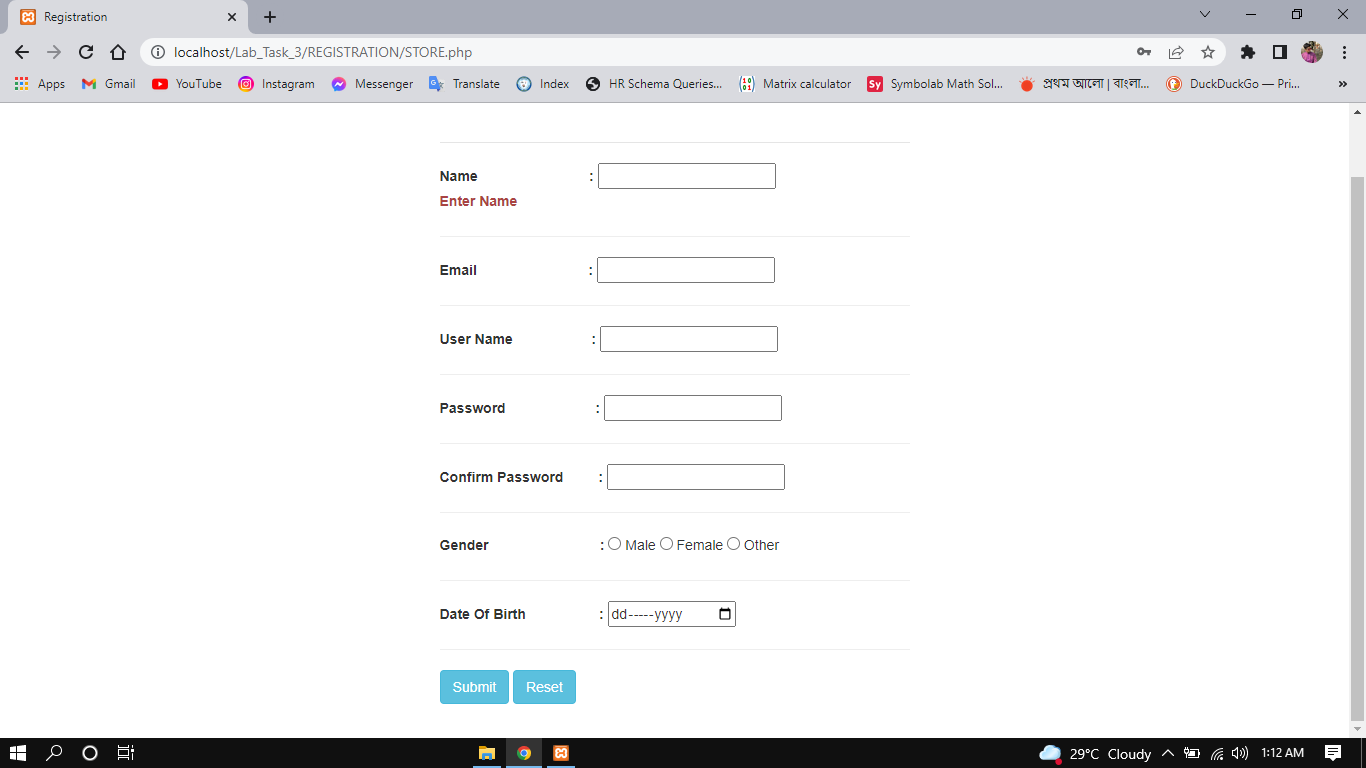 Registration
localhost/Lab_Task_3/REGISTRATION/STORE.php
Apps Gmail YouTube Instagram Messenger Translate Index HR Schema Queries... Matrix calculator Sy Symbolab Math Sol... প্রথম আলো | বাংলা... DuckDuckGo — Pri... »
Name :
Enter Name
Email :
User Name :
Password :
Confirm Password :
Gender : Male Female Other
Date Of Birth : dd-----yyyy
Submit Reset
29°C Cloudy 1:12 AM